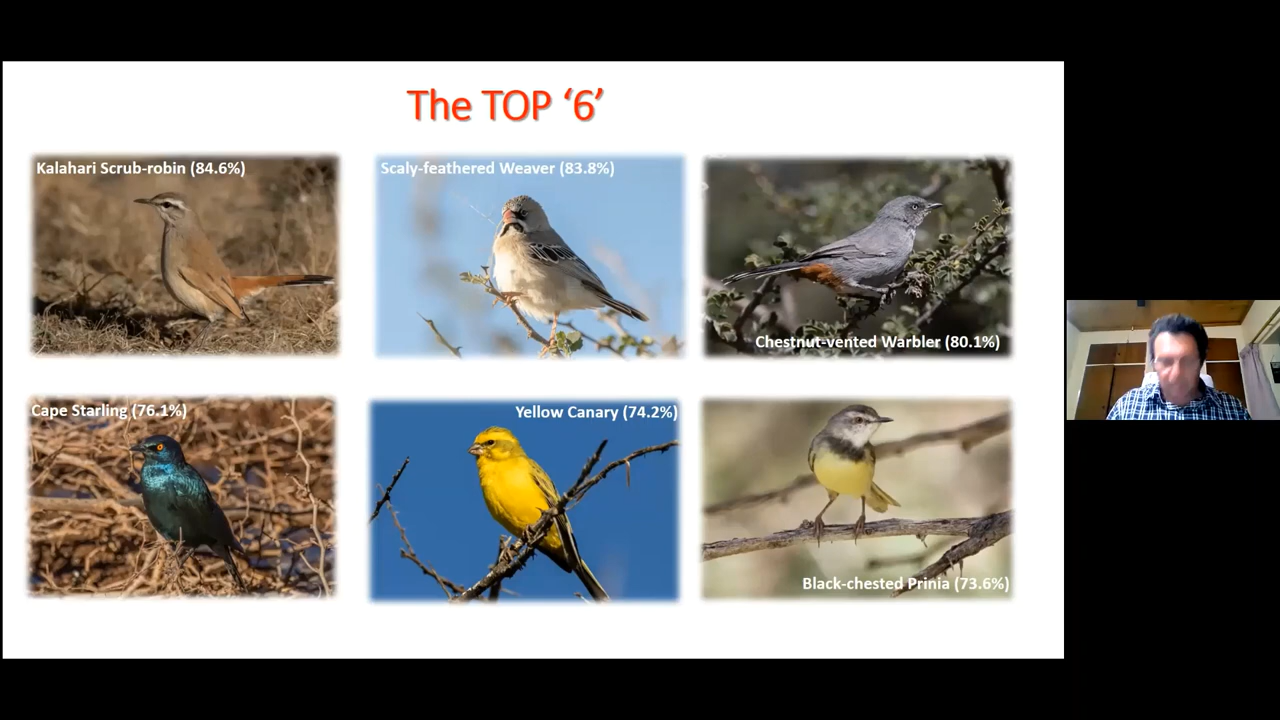 The TOP ‘6’
Kalahari Scrub-robin (84.6%)
Scaly-feathered Weaver (83.8%)
Chestnut-vented Warbler (80.1%)
Cape Starling (76.1%)
Yellow Canary (74.2%)
Black-chested Prinia (73.6%)